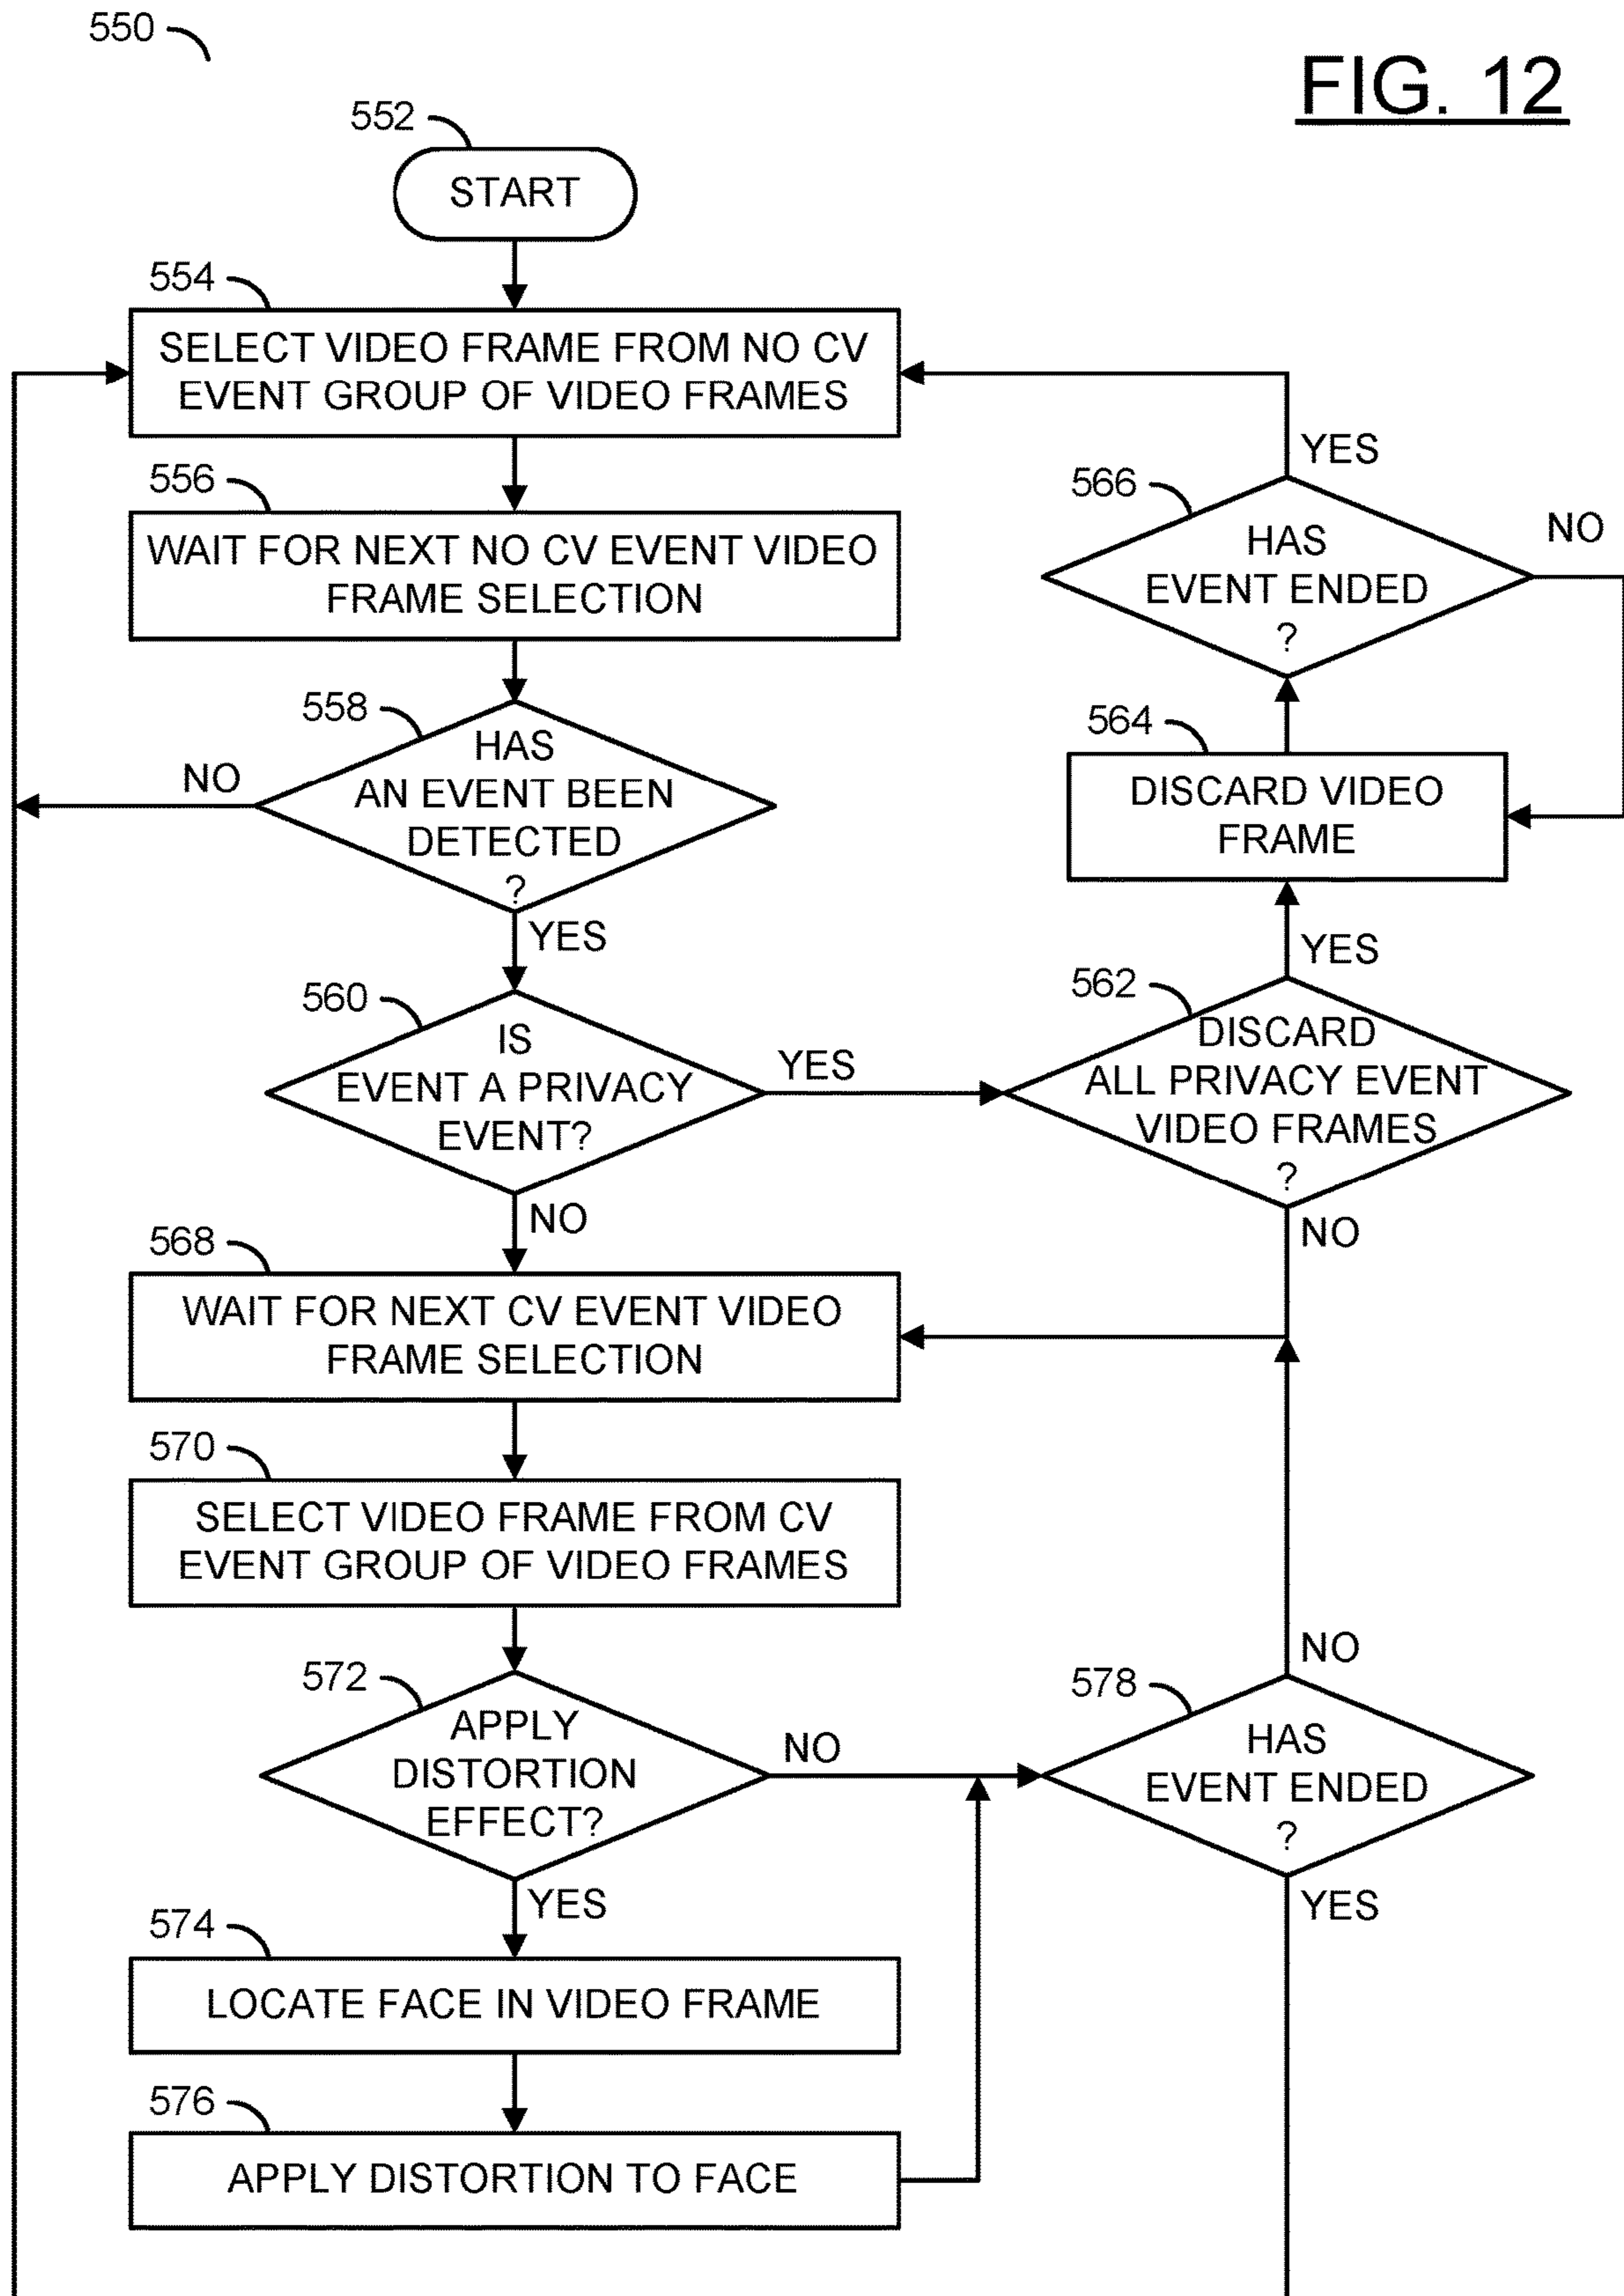 550
FIG. 12
552
START
554
SELECT VIDEO FRAME FROM NO CV
EVENT GROUP OF VIDEO FRAMES
556
WAIT FOR NEXT NO CV EVENT VIDEO
FRAME SELECTION
558
HAS
AN EVENT BEEN
DETECTED
?
NO
YES
560
IS
EVENT A PRIVACY
EVENT?
YES
NO
562
DISCARD
ALL PRIVACY EVENT
VIDEO FRAMES
?
YES
NO
564
DISCARD VIDEO
FRAME
566
HAS
EVENT ENDED
?
YES
NO
568
WAIT FOR NEXT CV EVENT VIDEO
FRAME SELECTION
570
SELECT VIDEO FRAME FROM CV
EVENT GROUP OF VIDEO FRAMES
572
APPLY
DISTORTION
EFFECT?
NO
YES
574
LOCATE FACE IN VIDEO FRAME
576
APPLY DISTORTION TO FACE
578
HAS
EVENT ENDED
?
NO
YES